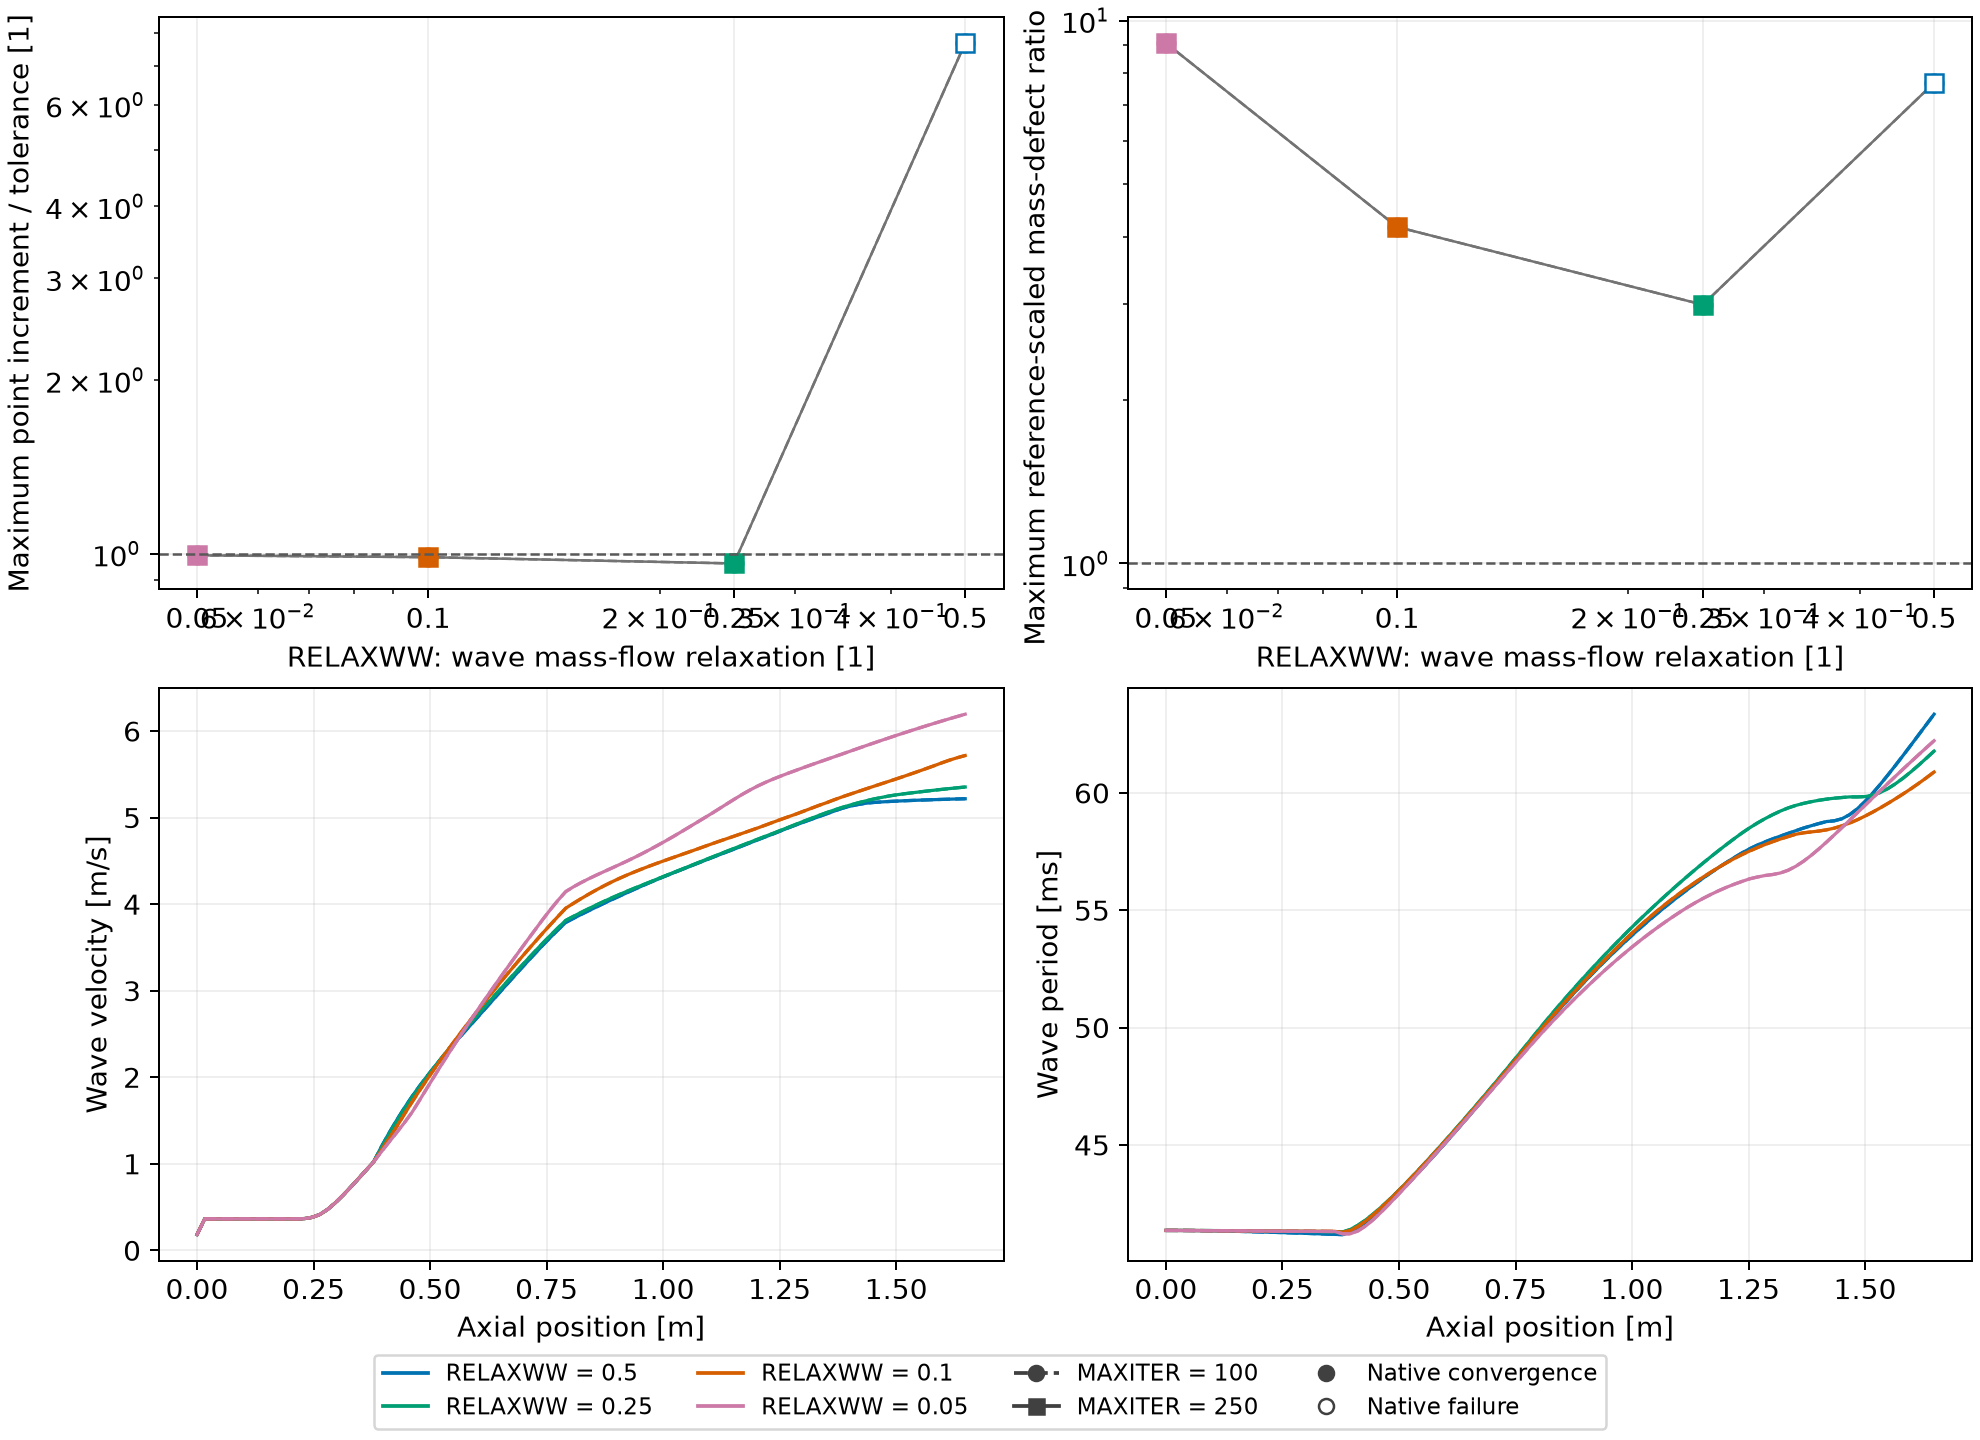 Maximum point increment / tolerance [1]
6×10⁰
4×10⁰
3×10⁰
2×10⁰
10⁰
0.05 6×10⁻² 0.1 2×10⁻¹ 0.25 3×10⁻¹ 4×10⁻¹ 0.5
RELAXWW: wave mass-flow relaxation [1]
Maximum reference-scaled mass-defect ratio
10¹
10⁰
0.05 6×10⁻² 0.1 2×10⁻¹ 0.25 3×10⁻¹ 4×10⁻¹ 0.5
RELAXWW: wave mass-flow relaxation [1]
Wave velocity [m/s]
6
5
4
3
2
1
0
0.00 0.25 0.50 0.75 1.00 1.25 1.50
Axial position [m]
Wave period [ms]
60
55
50
45
0.00 0.25 0.50 0.75 1.00 1.25 1.50
Axial position [m]
RELAXWW = 0.5 RELAXWW = 0.1 MAXITER = 100 Native convergence
RELAXWW = 0.25 RELAXWW = 0.05 MAXITER = 250 Native failure